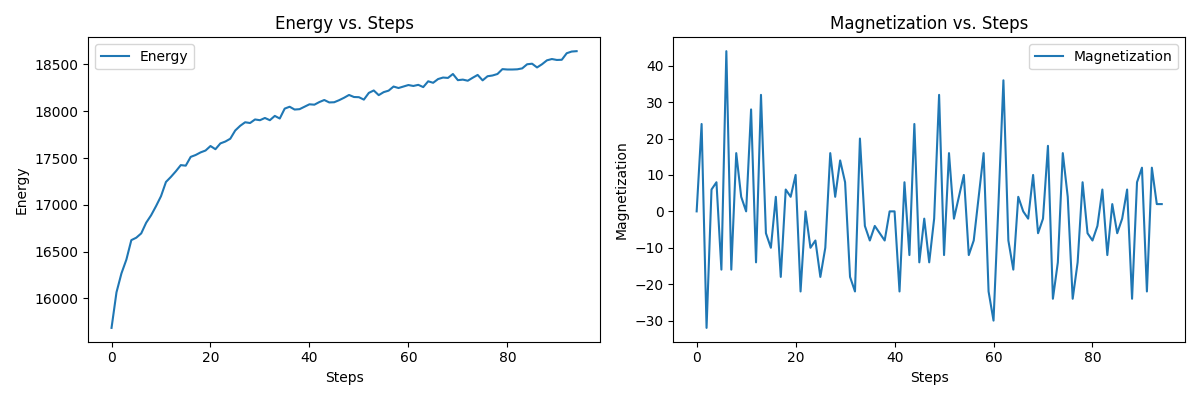 Energy vs. Steps
Energy
18500
18000
17500
17000
16500
16000
Energy
0 20 40 60 80
Steps
Magnetization vs. Steps
Magnetization
40
30
20
10
0
−10
−20
−30
Magnetization
0 20 40 60 80
Steps